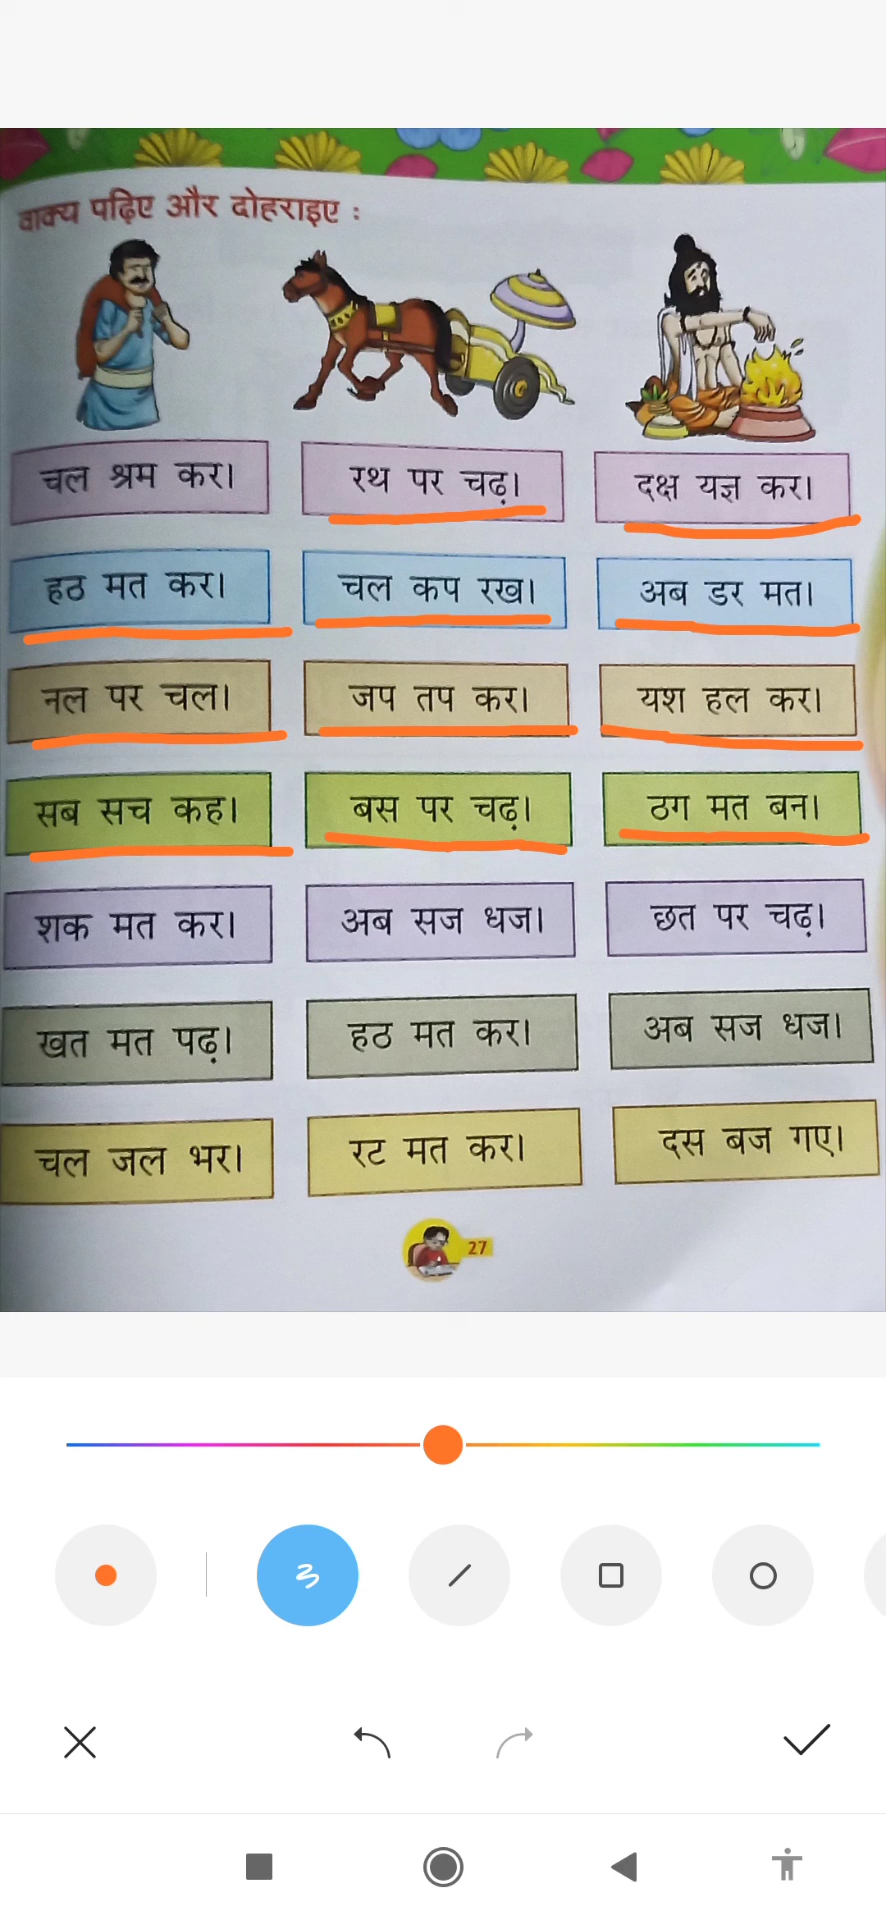 वाक्य पढ़िए और दोहराइए :
चल श्रम कर। रथ पर चढ़। दक्ष यज्ञ कर।
हठ मत कर। चल कप रख। अब डर मत।
नल पर चल। जप तप कर। यश हल कर।
सब सच कह। बस पर चढ़। ठग मत बन।
शक मत कर। अब सज धज। छत पर चढ़।
खत मत पढ़। हठ मत कर। अब सज धज।
चल जल भर। रट मत कर। दस बज गए।
27